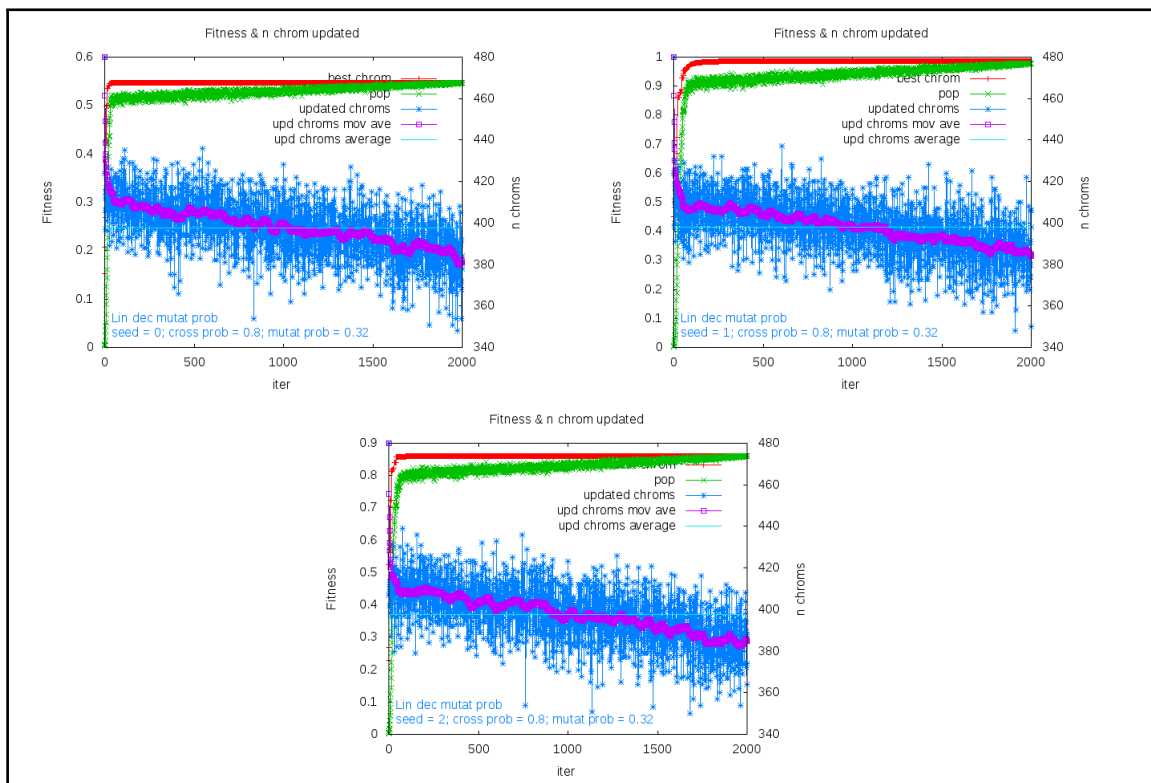 Fitness & n chrom updated
0.6
0.5
0.4
0.3
0.2
0.1
0
480
460
440
420
400
380
360
340
best chrom
pop
updated chroms
upd chroms mov ave
upd chroms average
Fitness
n chroms
Lin dec mutat prob
seed = 0; cross prob = 0.8; mutat prob = 0.32
0 500 1000 1500 2000
iter
Fitness & n chrom updated
1
0.9
0.8
0.7
0.6
0.5
0.4
0.3
0.2
0.1
0
480
460
440
420
400
380
360
340
best chrom
pop
updated chroms
upd chroms mov ave
upd chroms average
Fitness
n chroms
Lin dec mutat prob
seed = 1; cross prob = 0.8; mutat prob = 0.32
0 500 1000 1500 2000
iter
Fitness & n chrom updated
0.9
0.8
0.7
0.6
0.5
0.4
0.3
0.2
0.1
0
480
460
440
420
400
380
360
340
pop
updated chroms
upd chroms mov ave
upd chroms average
Fitness
n chroms
Lin dec mutat prob
seed = 2; cross prob = 0.8; mutat prob = 0.32
0 500 1000 1500 2000
iter